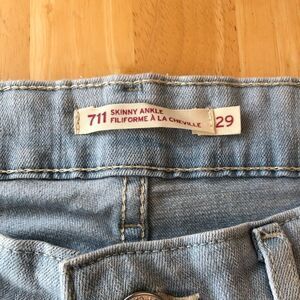 711 SKINNY ANKLE
FILIFORME À LA CHEVILLE
29